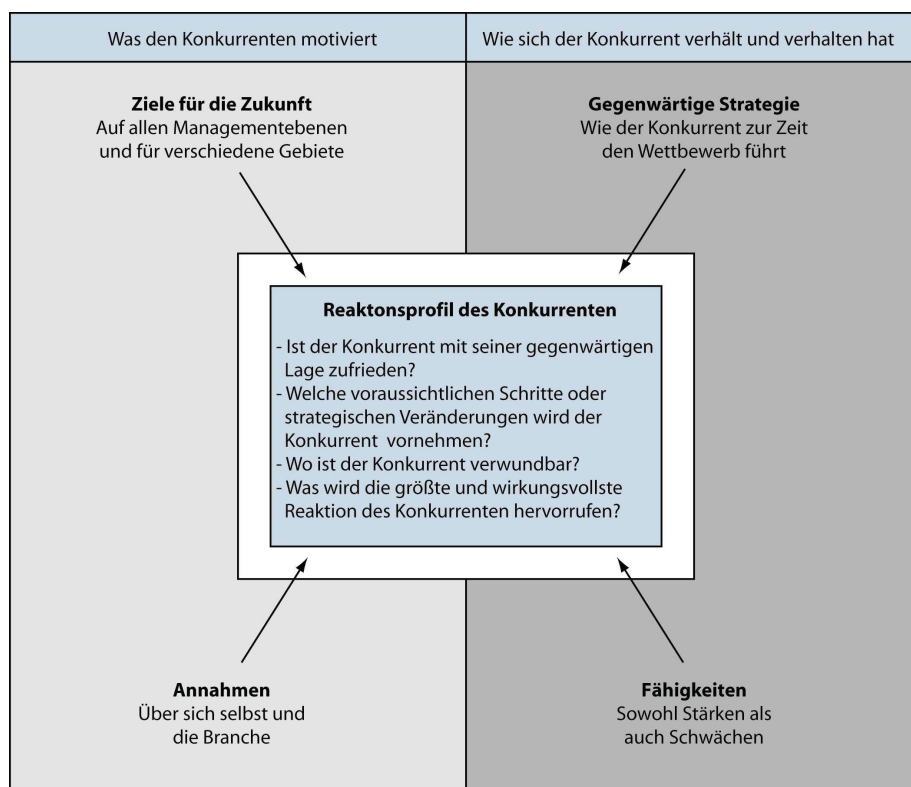 Was den Konkurrenten motiviert
Wie sich der Konkurrent verhält und verhalten hat
Ziele für die Zukunft
Auf allen Managementebenen
und für verschiedene Gebiete
Gegenwärtige Strategie
Wie der Konkurrent zur Zeit
den Wettbewerb führt
Reaktonsprofil des Konkurrenten
- Ist der Konkurrent mit seiner gegenwärtigen
Lage zufrieden?
- Welche voraussichtlichen Schritte oder
strategischen Veränderungen wird der
Konkurrent vornehmen?
- Wo ist der Konkurrent verwundbar?
- Was wird die größte und wirkungsvollste
Reaktion des Konkurrenten hervorrufen?
Annahmen
Über sich selbst und
die Branche
Fähigkeiten
Sowohl Stärken als
auch Schwächen